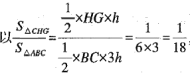 以 S△CHG/S△ABC = (1/2×HG×h)/(1/2×BC×3h) = 1/(6×3) = 1/18,